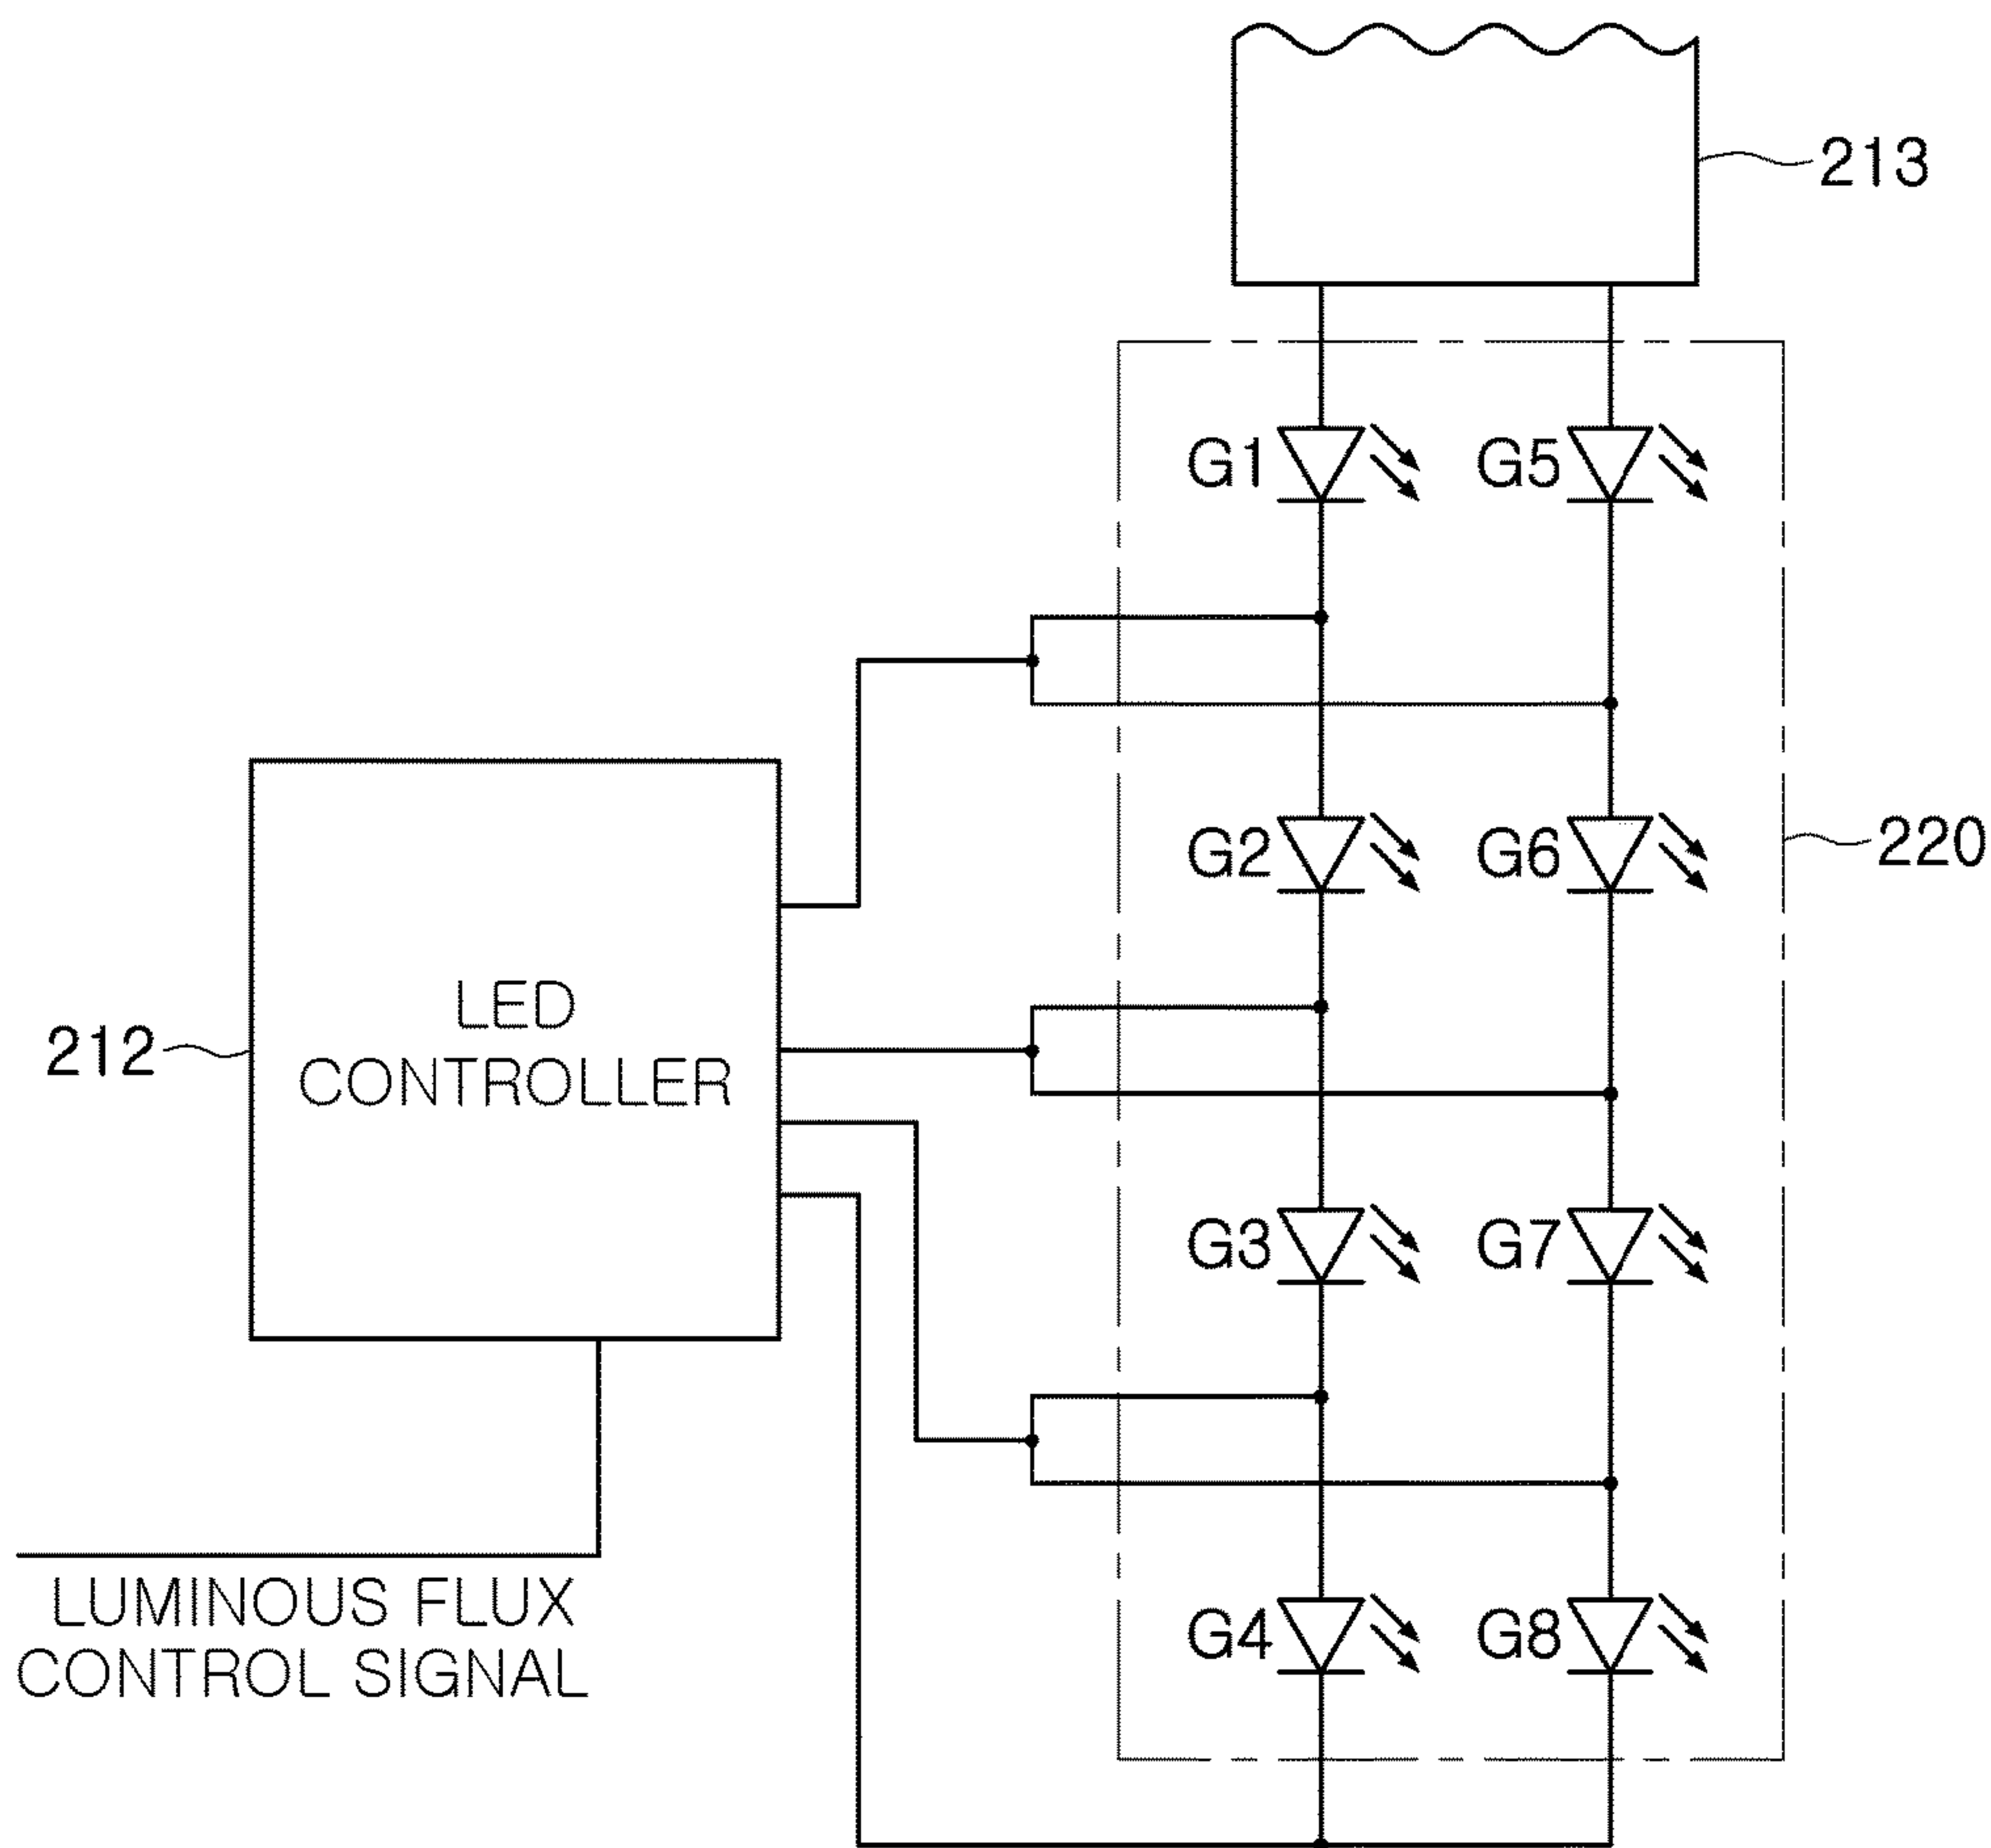 213
G1
G5
G2
G6
220
LED
CONTROLLER
212
G3
G7
LUMINOUS FLUX
CONTROL SIGNAL
G4
G8